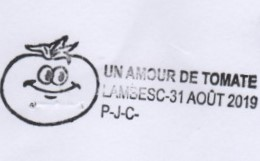 UN AMOUR DE TOMATE
LAMBESC-31 AOÛT 2019
P-J-C-